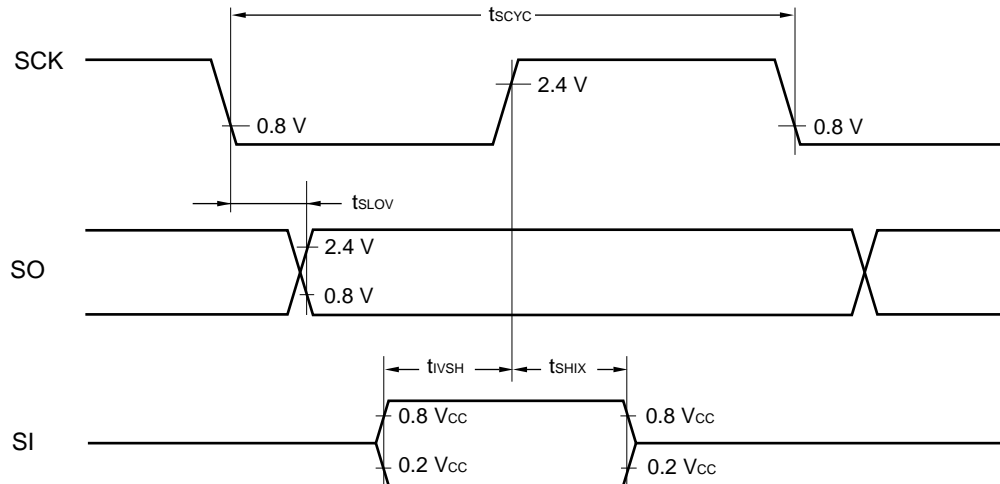 tSCYC
SCK
2.4 V
0.8 V
0.8 V
tSLOV
2.4 V
SO
0.8 V
tIVSH
tSHIX
0.8 VCC
0.8 VCC
SI
0.2 VCC
0.2 VCC